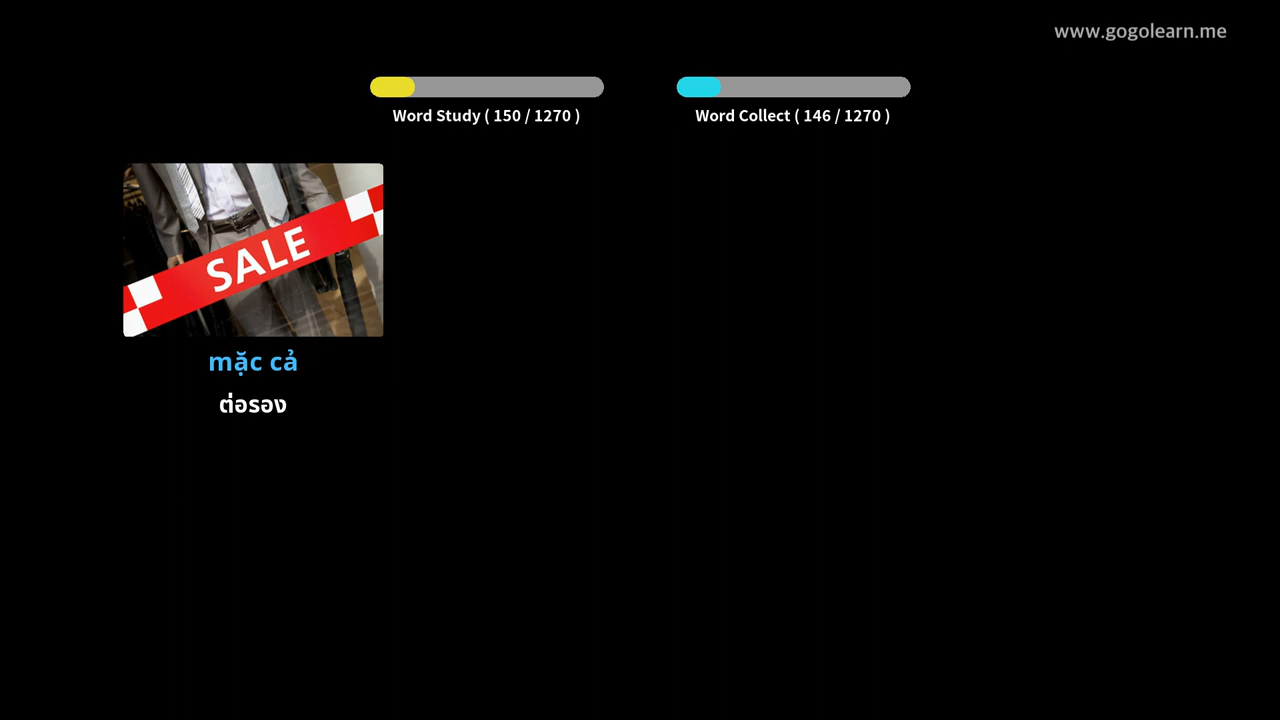 www.gogolearn.me
Word Study ( 150 / 1270 )
Word Collect ( 146 / 1270 )
SALE
mặc cả
ต่อรอง